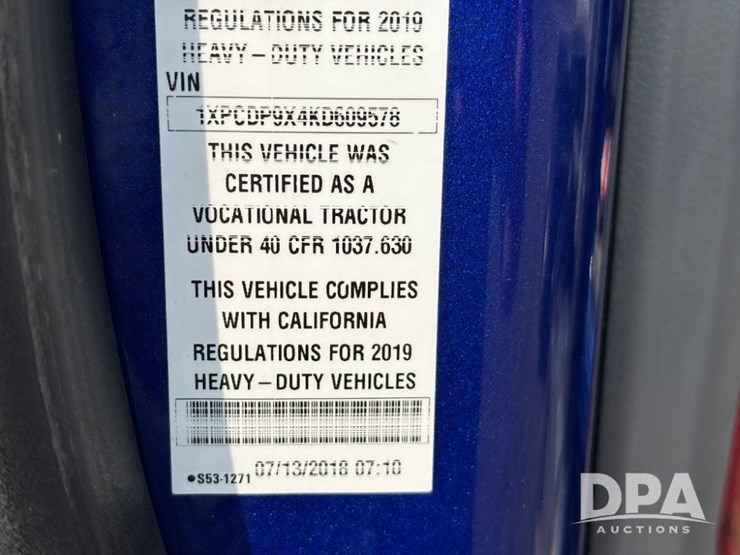 REGULATIONS FOR 2019
HEAVY – DUTY VEHICLES
VIN
1XPCDP9X4KD609578
THIS VEHICLE WAS
CERTIFIED AS A
VOCATIONAL TRACTOR
UNDER 40 CFR 1037.630
THIS VEHICLE COMPLIES
WITH CALIFORNIA
REGULATIONS FOR 2019
HEAVY – DUTY VEHICLES
●S53-1271 07/13/2018 07:10
DPA
AUCTIONS